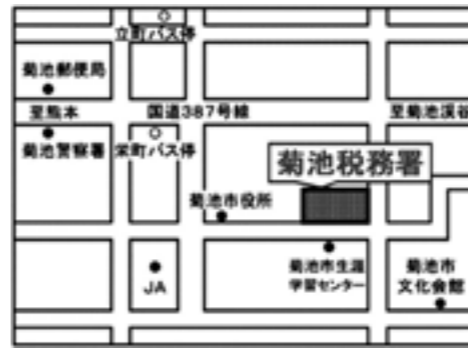 立町バス停
菊池郵便局
至熊本
国道387号線
至菊池渓谷
菊池警察署
栄町バス停
菊池税務署
菊池市役所
菊池市生涯
学習センター
菊池市
文化会館
JA